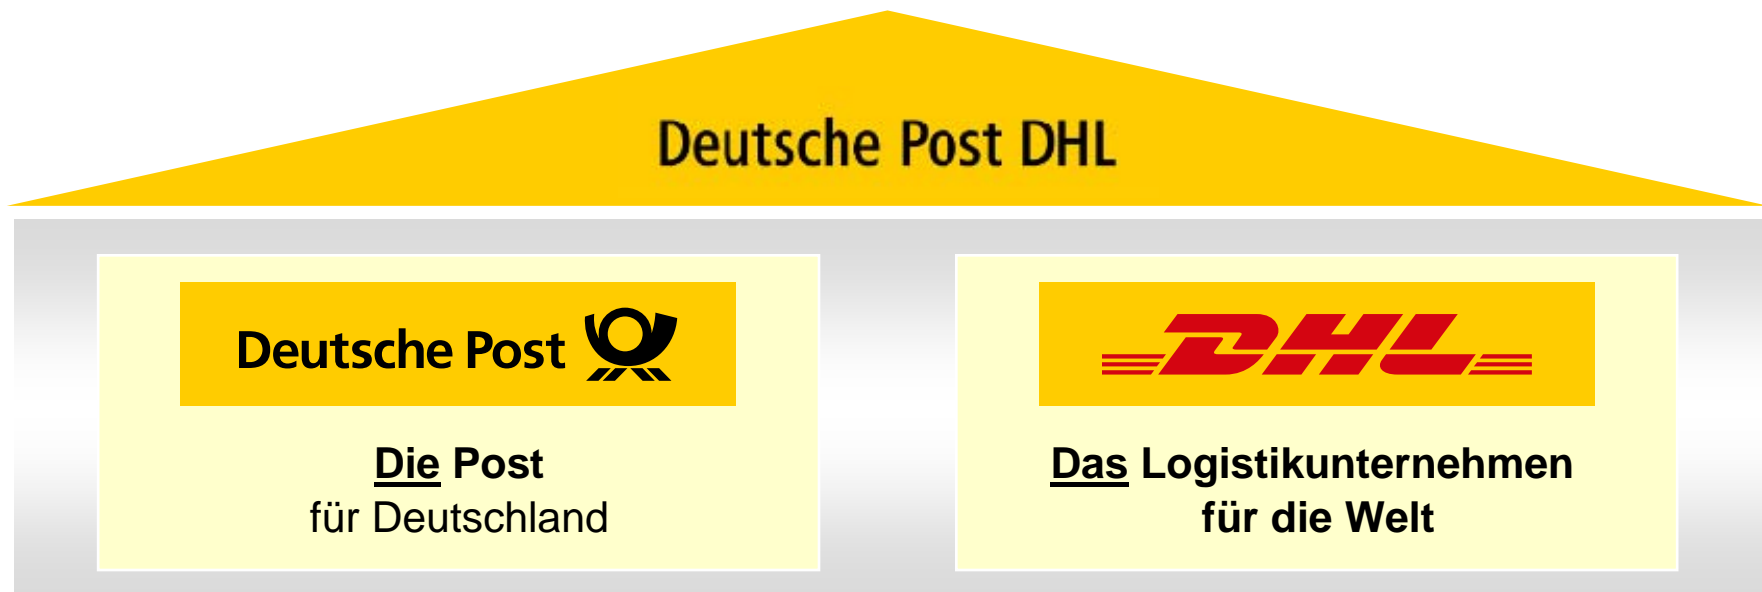 Deutsche Post DHL
Deutsche Post
Die Post
für Deutschland
DHL
Das Logistikunternehmen
für die Welt